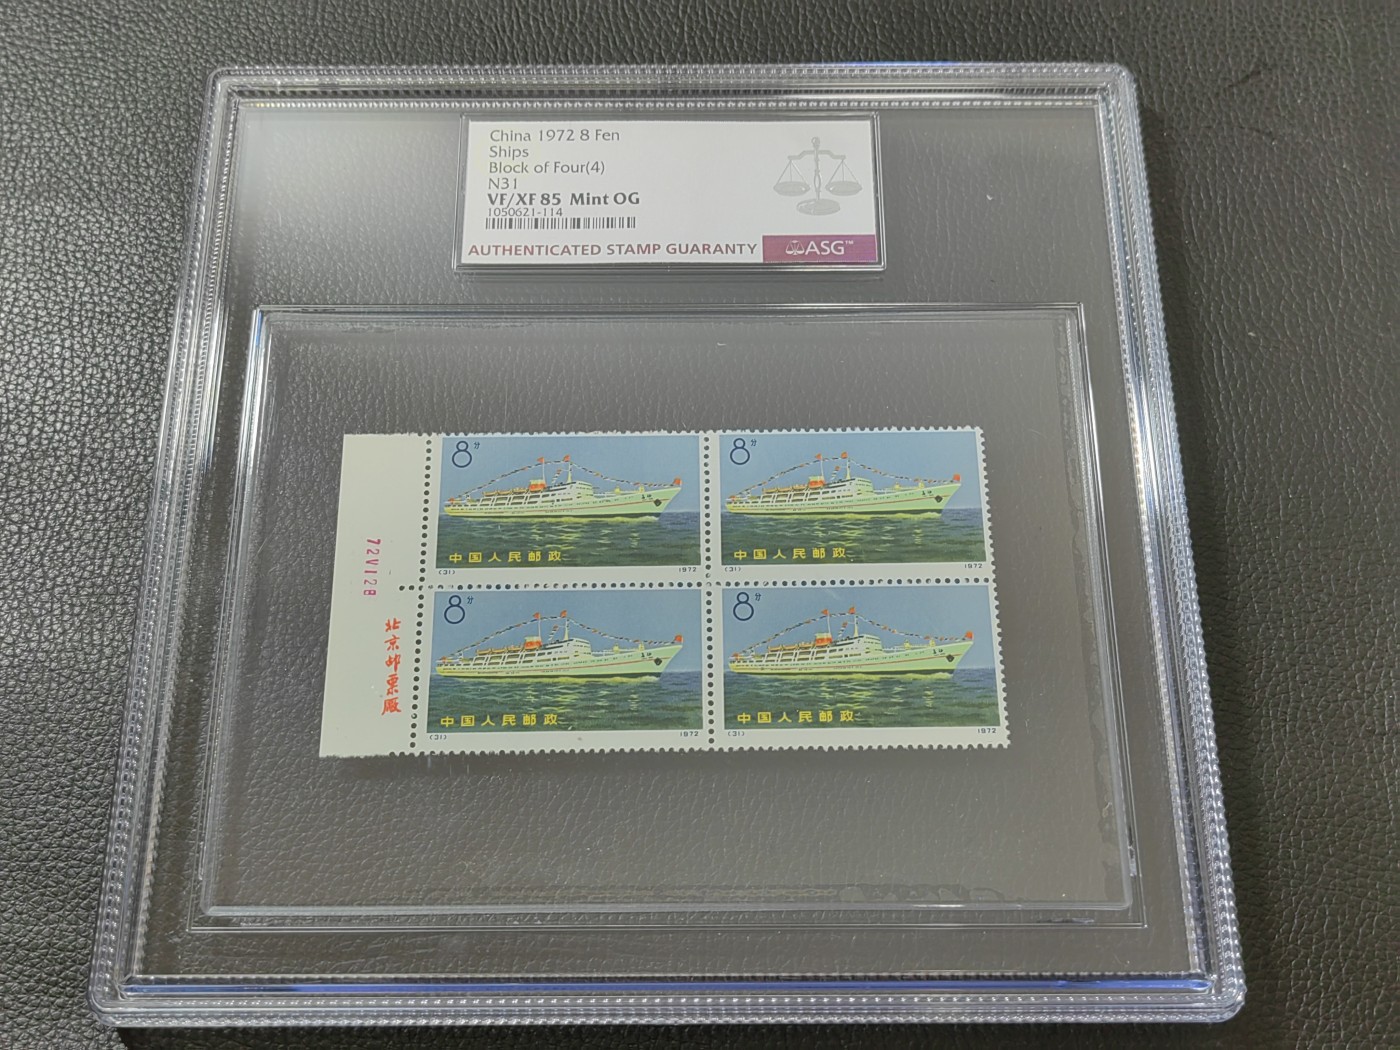 China 1972 8 Fen
Ships
Block of Four(4)
N31
VF/XF 85 Mint OG
1050621-114
AUTHENTICATED STAMP GUARANTY
ASG™
8分
中国人民邮政
(31)
1972
8分
中国人民邮政
(31)
1972
72VI28
北京邮票厰
8分
中国人民邮政
(31)
1972
8分
中国人民邮政
(31)
1972